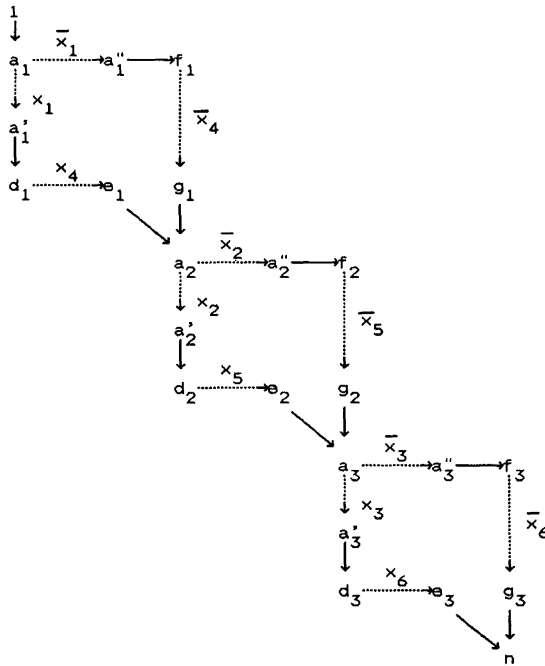 1
x̄₁
a₁ a₁" f₁
x₁
x̄₄
a₁'
x₄
d₁ e₁ g₁
x̄₂
a₂ a₂" f₂
x₂
x̄₅
a₂'
x₅
d₂ e₂ g₂
x̄₃
a₃ a₃" f₃
x₃
x̄₆
a₃'
x₆
d₃ e₃ g₃
n